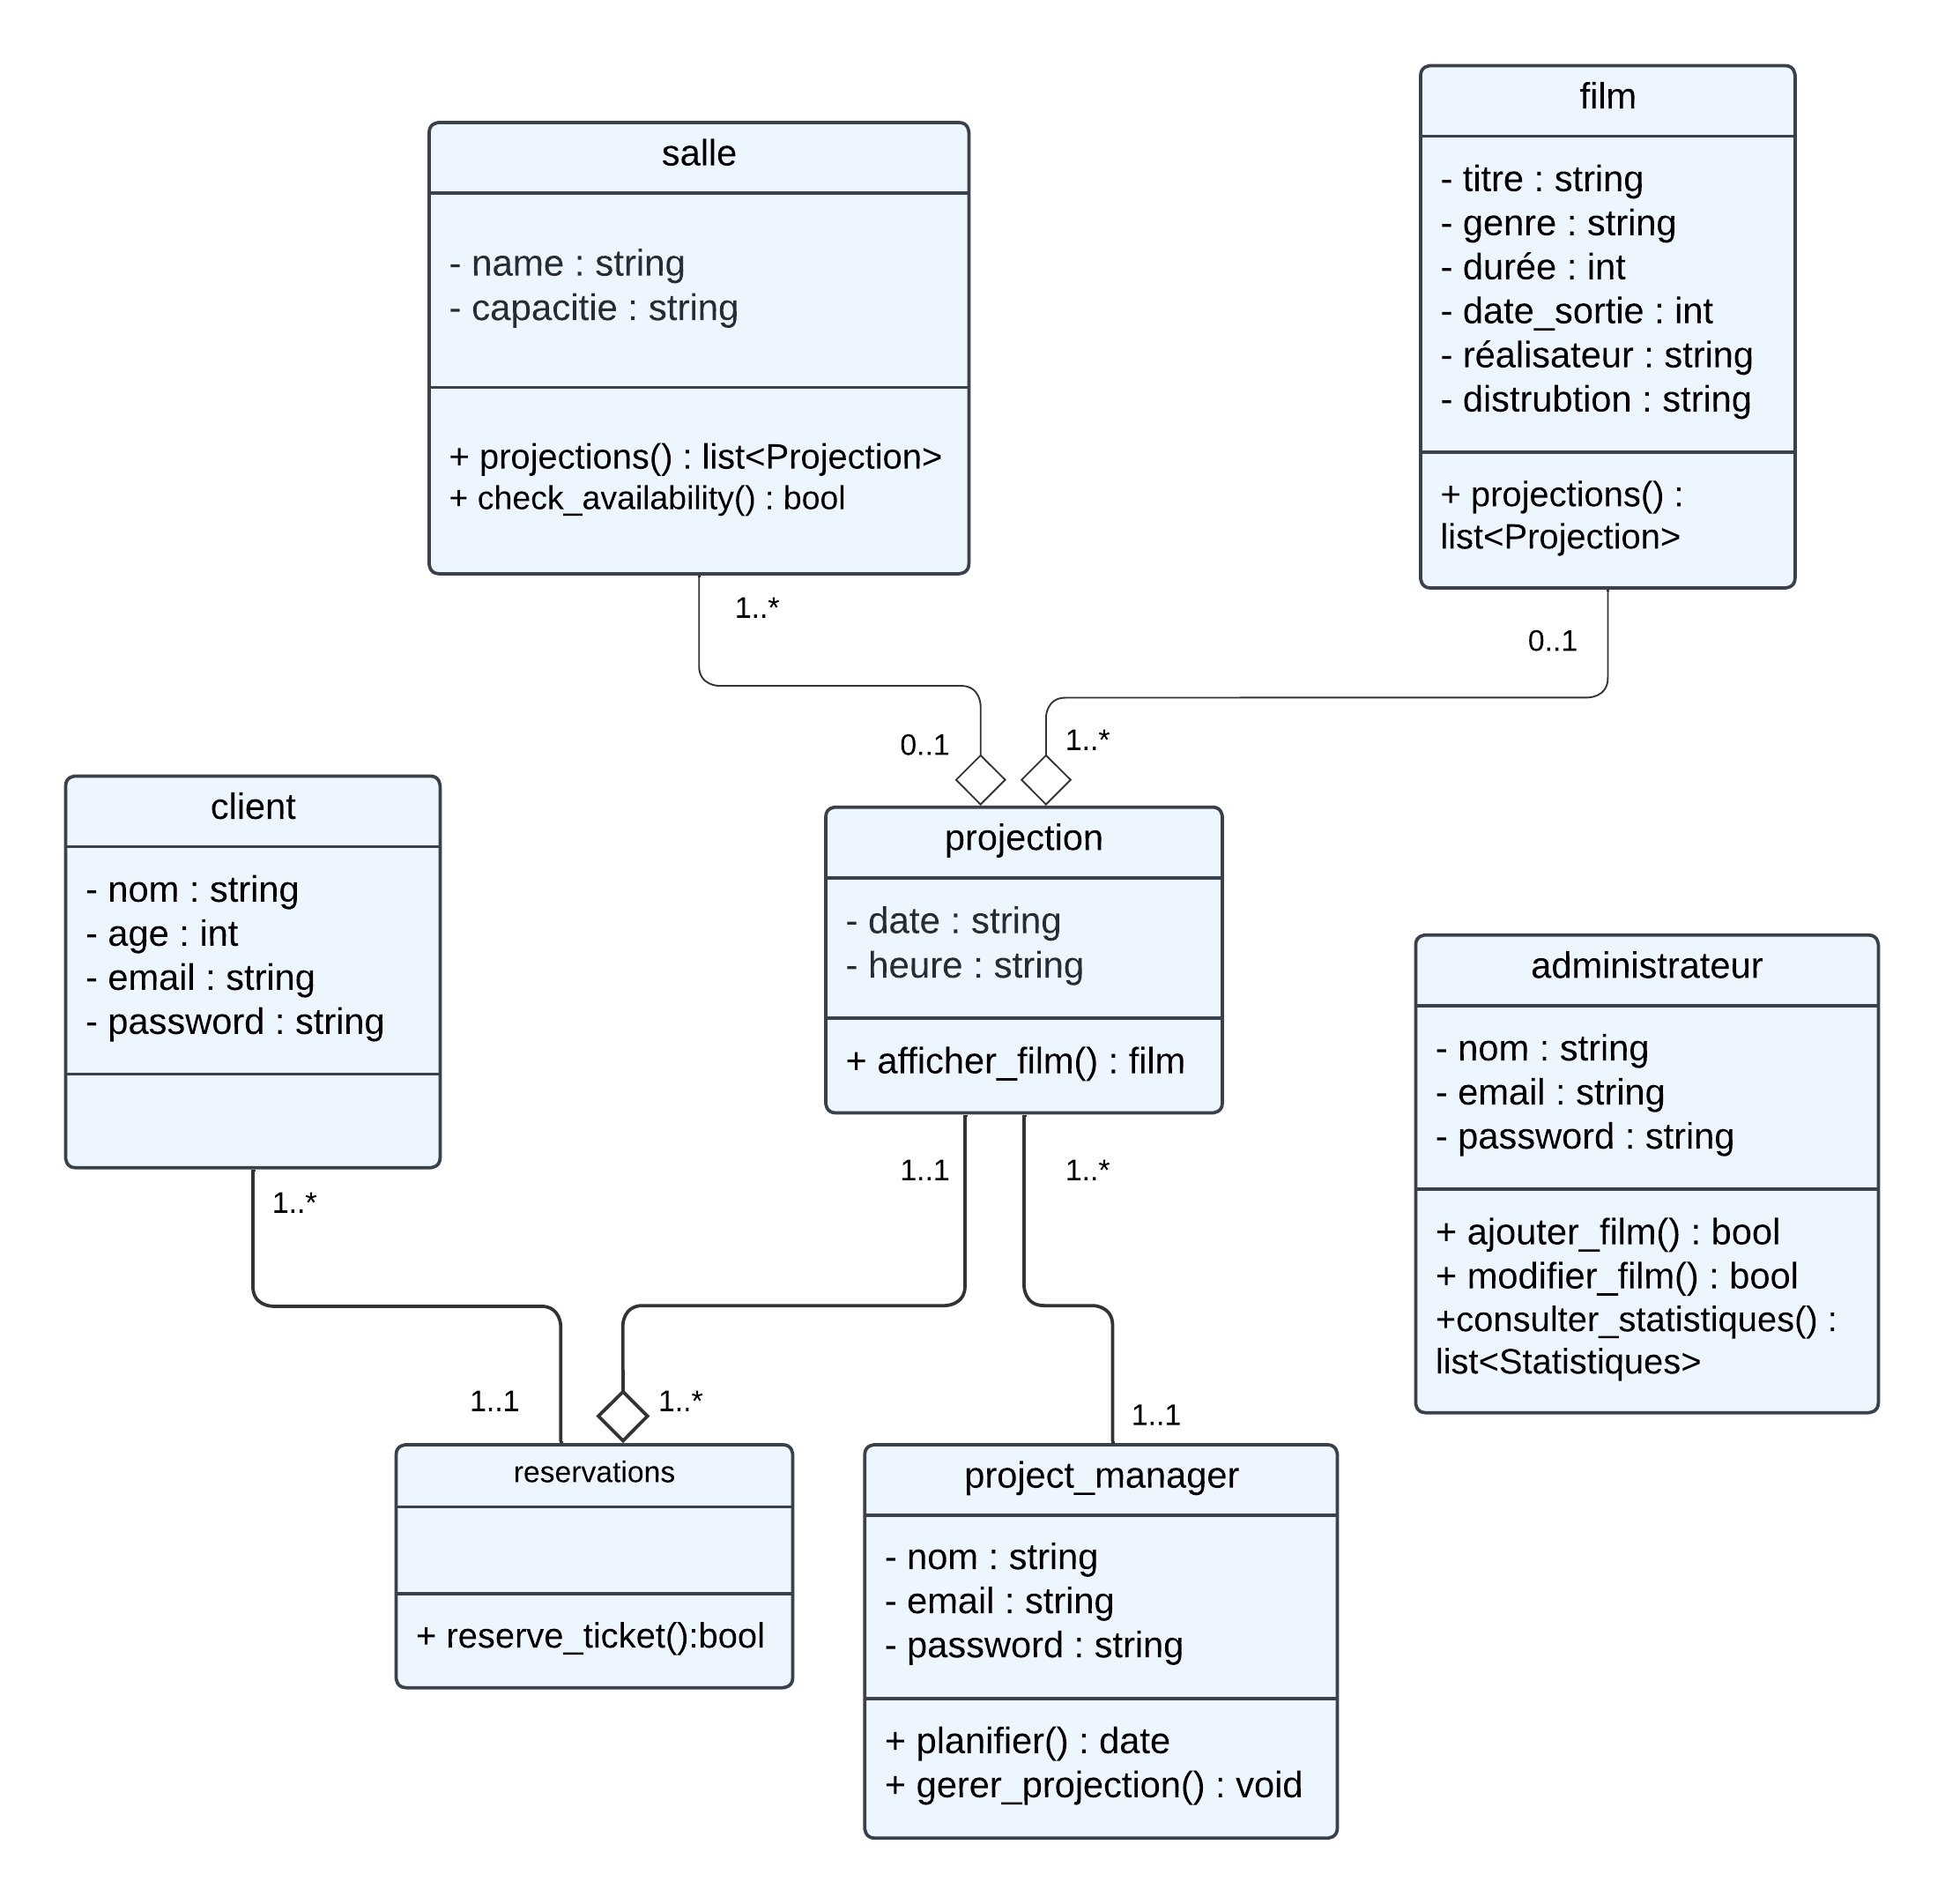 film
- titre : string
- genre : string
- durée : int
- date_sortie : int
- réalisateur : string
- distrubtion : string
+ projections() :
list<Projection>
salle
- name : string
- capacitie : string
+ projections() : list<Projection>
+ check_availability() : bool
1..*
0..1
0..1
1..*
client
- nom : string
- age : int
- email : string
- password : string
projection
- date : string
- heure : string
+ afficher_film() : film
administrateur
- nom : string
- email : string
- password : string
+ ajouter_film() : bool
+ modifier_film() : bool
+consulter_statistiques() :
list<Statistiques>
1..*
1..1
1..*
1..1
1..*
1..1
reservations
+ reserve_ticket():bool
project_manager
- nom : string
- email : string
- password : string
+ planifier() : date
+ gerer_projection() : void